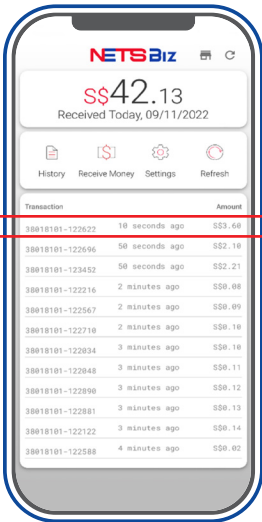 NETS BIZ
S$42.13
Received Today, 09/11/2022
History Receive Money Settings Refresh
Transaction Amount
38018101-122622 10 seconds ago S$3.60
38018101-122696 50 seconds ago S$2.10
38018101-123452 50 seconds ago S$2.21
38018101-122216 2 minutes ago S$0.08
38018101-122567 2 minutes ago S$0.09
38018101-122710 2 minutes ago S$0.10
38018101-122034 3 minutes ago S$0.10
38018101-122048 3 minutes ago S$0.11
38018101-122890 3 minutes ago S$0.12
38018101-122881 3 minutes ago S$0.13
38018101-122122 3 minutes ago S$0.14
38018101-122588 4 minutes ago S$0.02